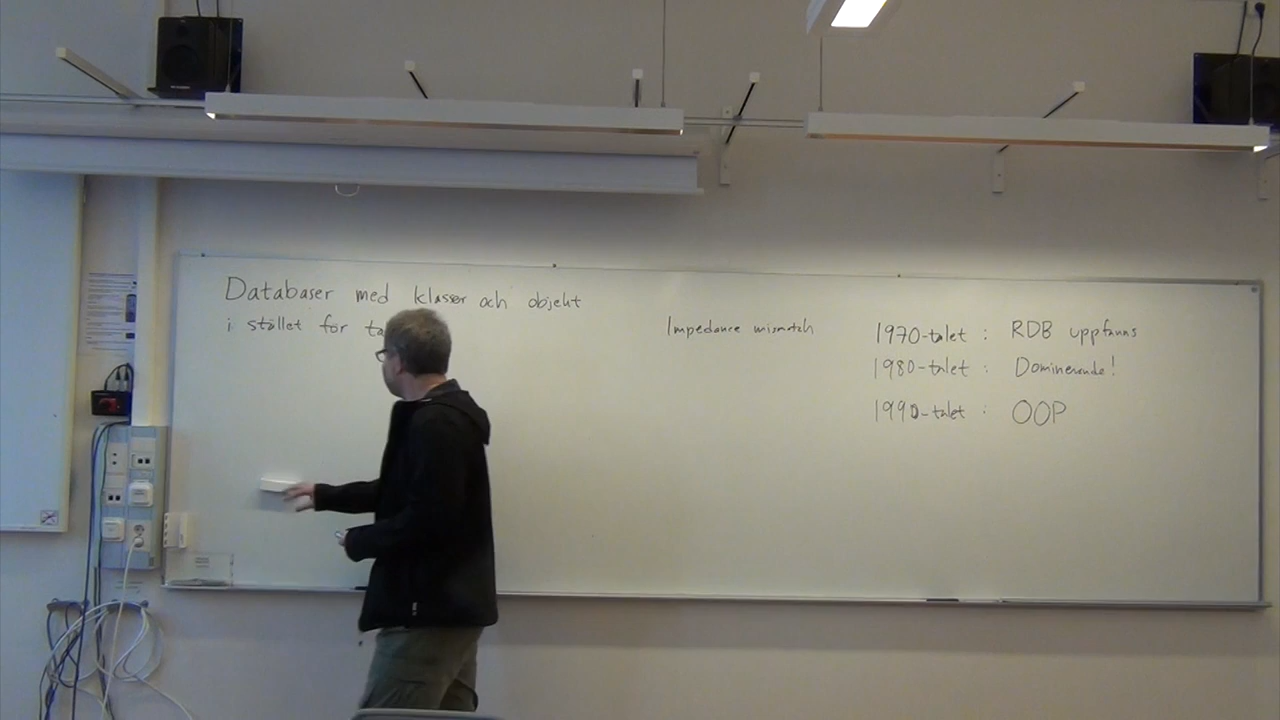 Databaser med klasser och objekt
i stället för
Impedance mismatch
1970-talet : RDB uppfanns
1980-talet : Dominerande!
1990-talet : OOP